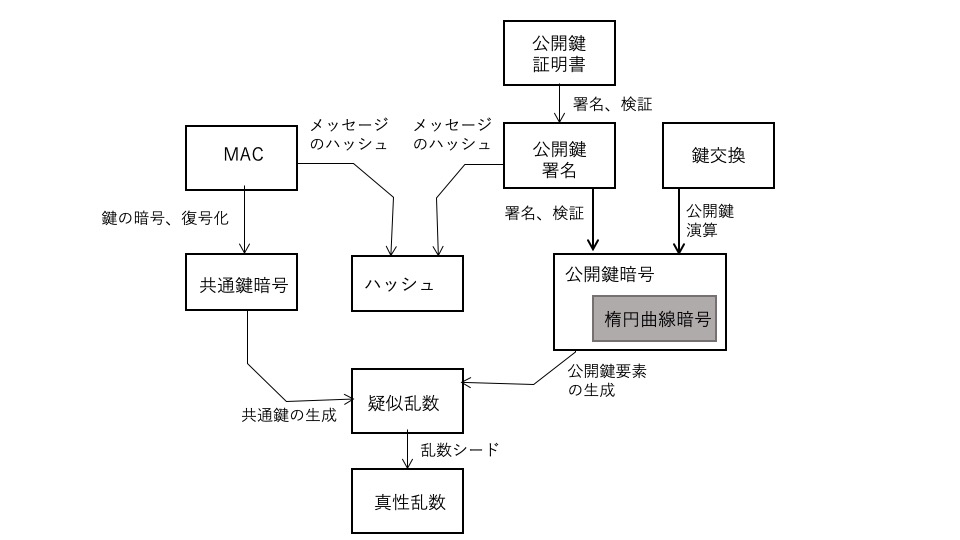 公開鍵
証明書
署名、検証
メッセージ
のハッシュ
メッセージ
のハッシュ
MAC
公開鍵
署名
鍵交換
鍵の暗号、復号化
署名、検証
公開鍵
演算
共通鍵暗号
ハッシュ
公開鍵暗号
楕円曲線暗号
公開鍵要素
の生成
共通鍵の生成
疑似乱数
乱数シード
真性乱数